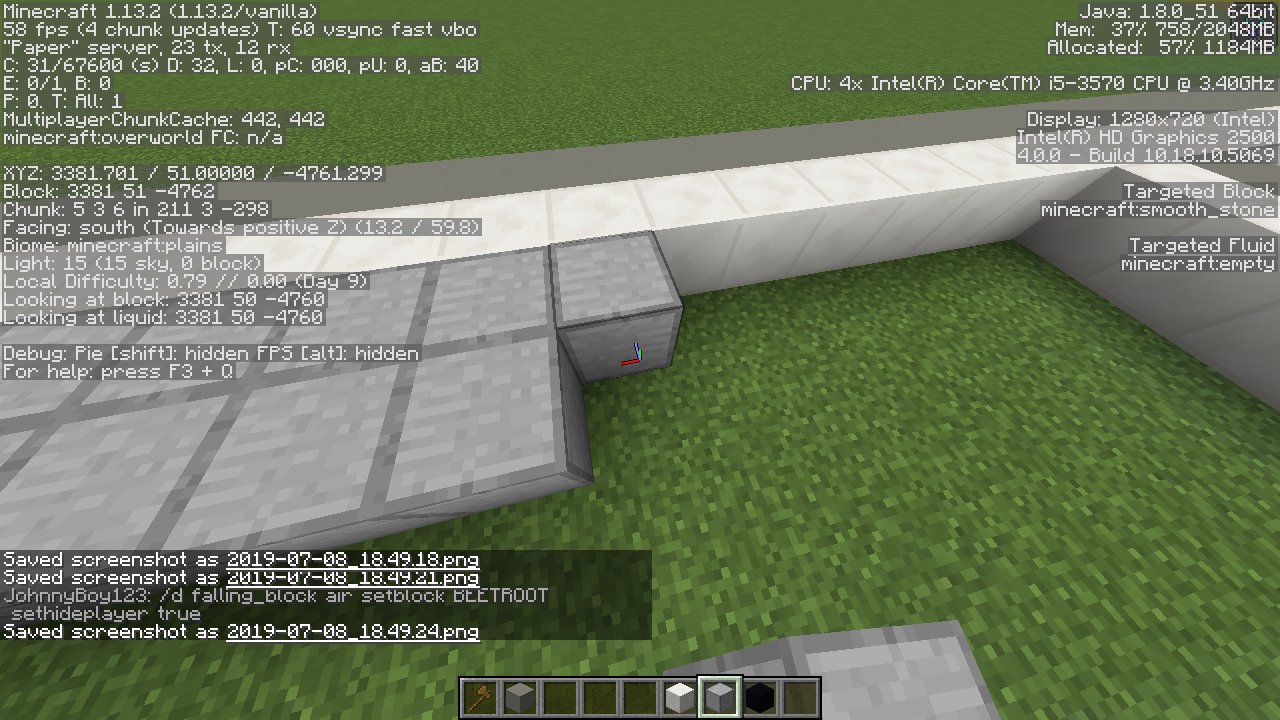 Minecraft 1.13.2 (1.13.2/vanilla)
58 fps (4 chunk updates) T: 60 vsync fast vbo
"Paper" server, 23 tx, 12 rx
C: 31/67600 (s) D: 32, L: 0, pC: 000, pU: 0, aB: 40
E: 0/1, B: 0
P: 0. T: All: 1
MultiplayerChunkCache: 442, 442
minecraft:overworld FC: n/a
XYZ: 3381.701 / 51.00000 / -4761.299
Block: 3381 51 -4762
Chunk: 5 3 6 in 211 3 -298
Facing: south (Towards positive Z) (13.2 / 59.8)
Biome: minecraft:plains
Light: 15 (15 sky, 0 block)
Local Difficulty: 0.79 // 0.00 (Day 9)
Looking at block: 3381 50 -4760
Looking at liquid: 3381 50 -4760
Debug: Pie [shift]: hidden FPS [alt]: hidden
For help: press F3 + Q
Java: 1.8.0_51 64bit
Mem: 37% 758/2048MB
Allocated: 57% 1184MB
CPU: 4x Intel(R) Core(TM) i5-3570 CPU @ 3.40GHz
Display: 1280x720 (Intel)
Intel(R) HD Graphics 2500
4.0.0 - Build 10.18.10.5069
Targeted Block
minecraft:smooth_stone
Targeted Fluid
minecraft:empty
Saved screenshot as 2019-07-08_18.49.18.png
Saved screenshot as 2019-07-08_18.49.21.png
JohnnyBoy123: /d falling_block air setblock BEETROOT
sethideplayer true
Saved screenshot as 2019-07-08_18.49.24.png